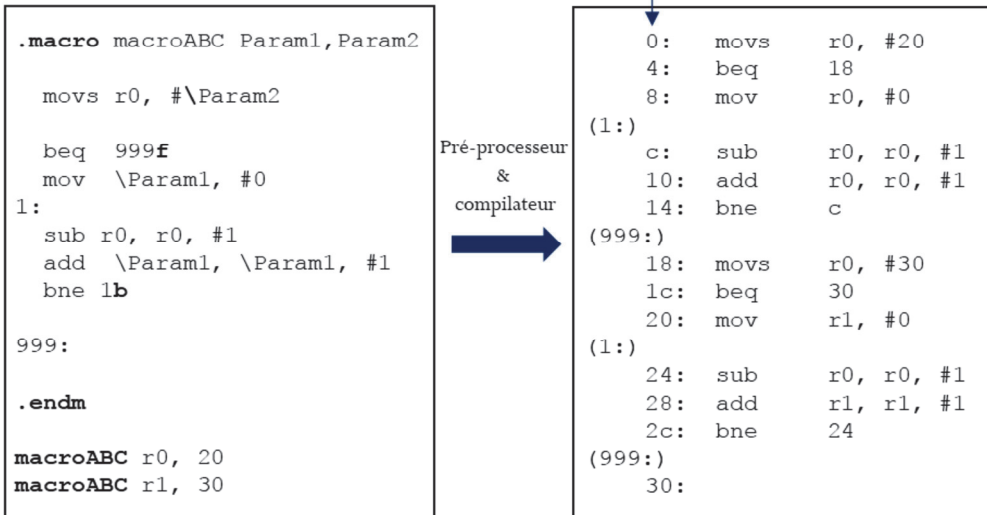 .macro macroABC Param1,Param2
movs r0, #\Param2
beq 999f
mov \Param1, #0
1:
sub r0, r0, #1
add \Param1, \Param1, #1
bne 1b
999:
.endm
macroABC r0, 20
macroABC r1, 30
Pré-processeur
&
compilateur
0: movs r0, #20
4: beq 18
8: mov r0, #0
(1:)
c: sub r0, r0, #1
10: add r0, r0, #1
14: bne c
(999:)
18: movs r0, #30
1c: beq 30
20: mov r1, #0
(1:)
24: sub r0, r0, #1
28: add r1, r1, #1
2c: bne 24
(999:)
30: